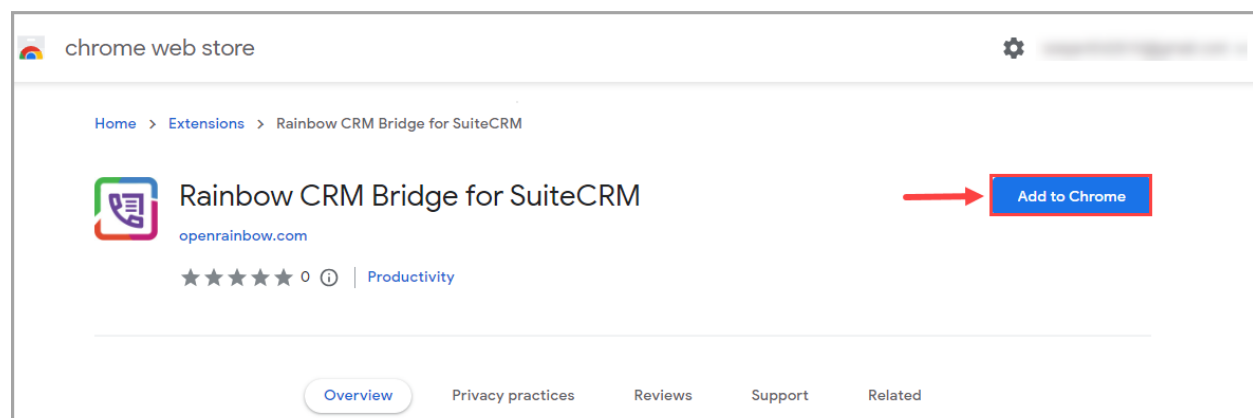 chrome web store
Home > Extensions > Rainbow CRM Bridge for SuiteCRM
Rainbow CRM Bridge for SuiteCRM
Add to Chrome
openrainbow.com
0 | Productivity
Overview Privacy practices Reviews Support Related